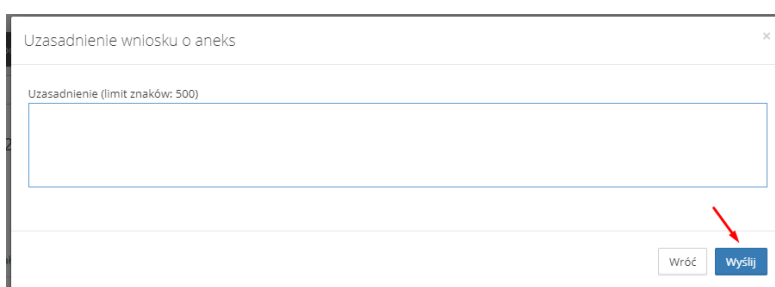 Uzasadnienie wniosku o aneks
×
Uzasadnienie (limit znaków: 500)
Wróć
Wyślij